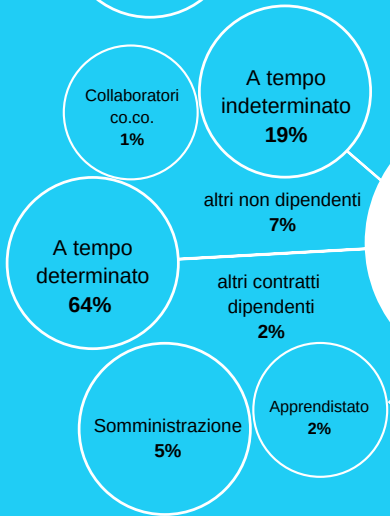 Collaboratori
co.co.
1%
A tempo
indeterminato
19%
altri non dipendenti
7%
A tempo
determinato
64%
altri contratti
dipendenti
2%
Somministrazione
5%
Apprendistato
2%